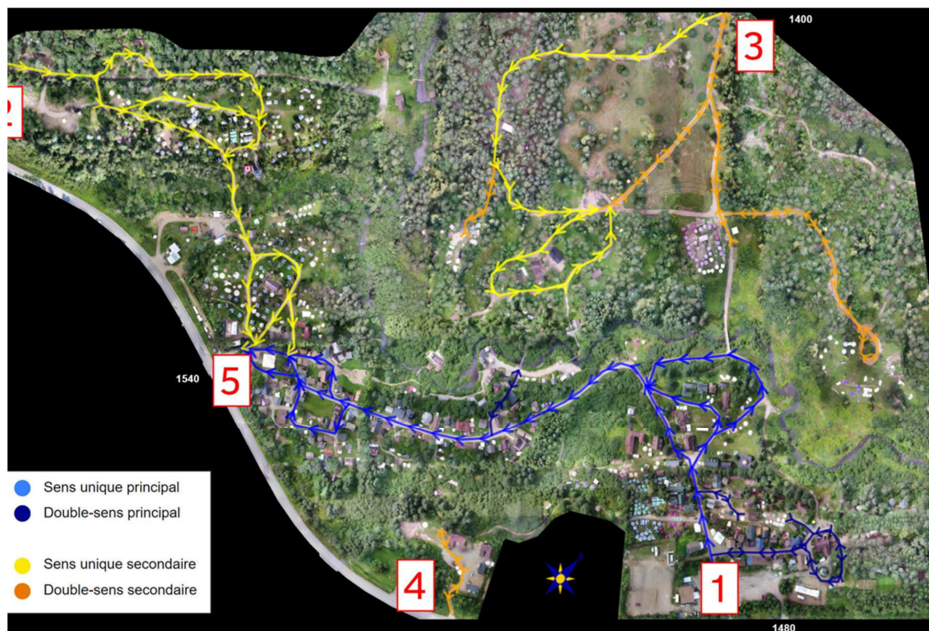 1400
3
2
1540
5
Sens unique principal
Double-sens principal
Sens unique secondaire
Double-sens secondaire
4
1
1480